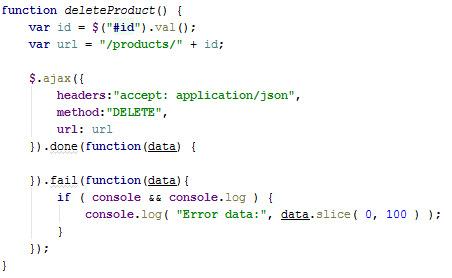 function deleteProduct() {
    var id = $("#id").val();
    var url = "/products/" + id;

    $.ajax({
        headers:"accept: application/json",
        method:"DELETE",
        url: url
    }).done(function(data) {

    }).fail(function(data){
        if ( console && console.log ) {
            console.log( "Error data:", data.slice( 0, 100 ) );
        }
    });
}